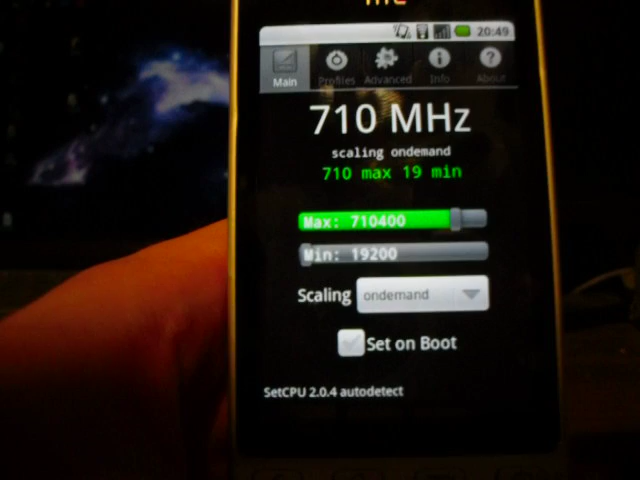 20:49
Main Profiles Advanced Info About
710 MHz
scaling ondemand
710 max 19 min
Max: 710400
Min: 19200
Scaling ondemand
Set on Boot
SetCPU 2.0.4 autodetect